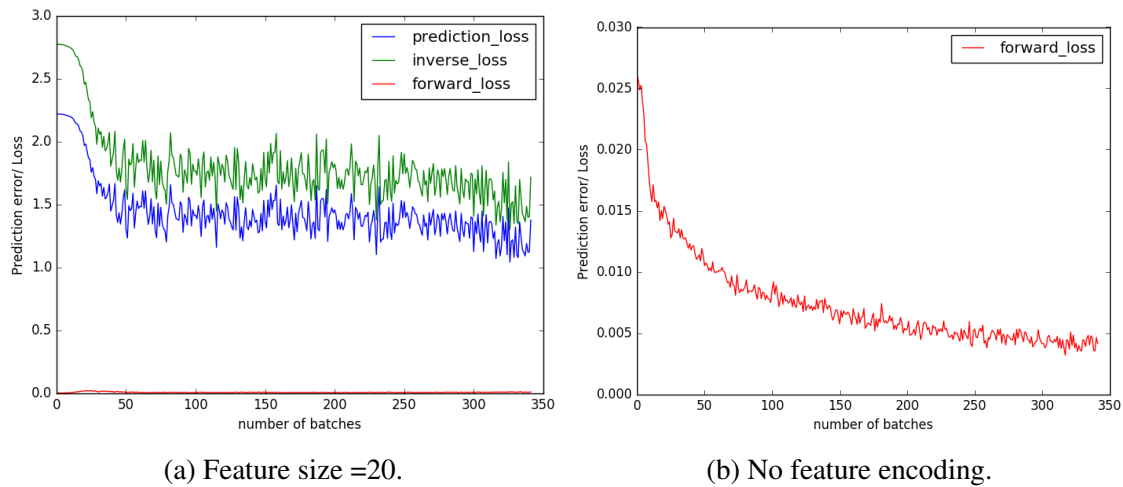 3.0
2.5
2.0
1.5
1.0
0.5
0.0
Prediction error/ Loss
prediction_loss
inverse_loss
forward_loss
0 50 100 150 200 250 300 350
number of batches
(a) Feature size =20.
0.030
0.025
0.020
0.015
0.010
0.005
0.000
Prediction error/ Loss
forward_loss
0 50 100 150 200 250 300 350
number of batches
(b) No feature encoding.